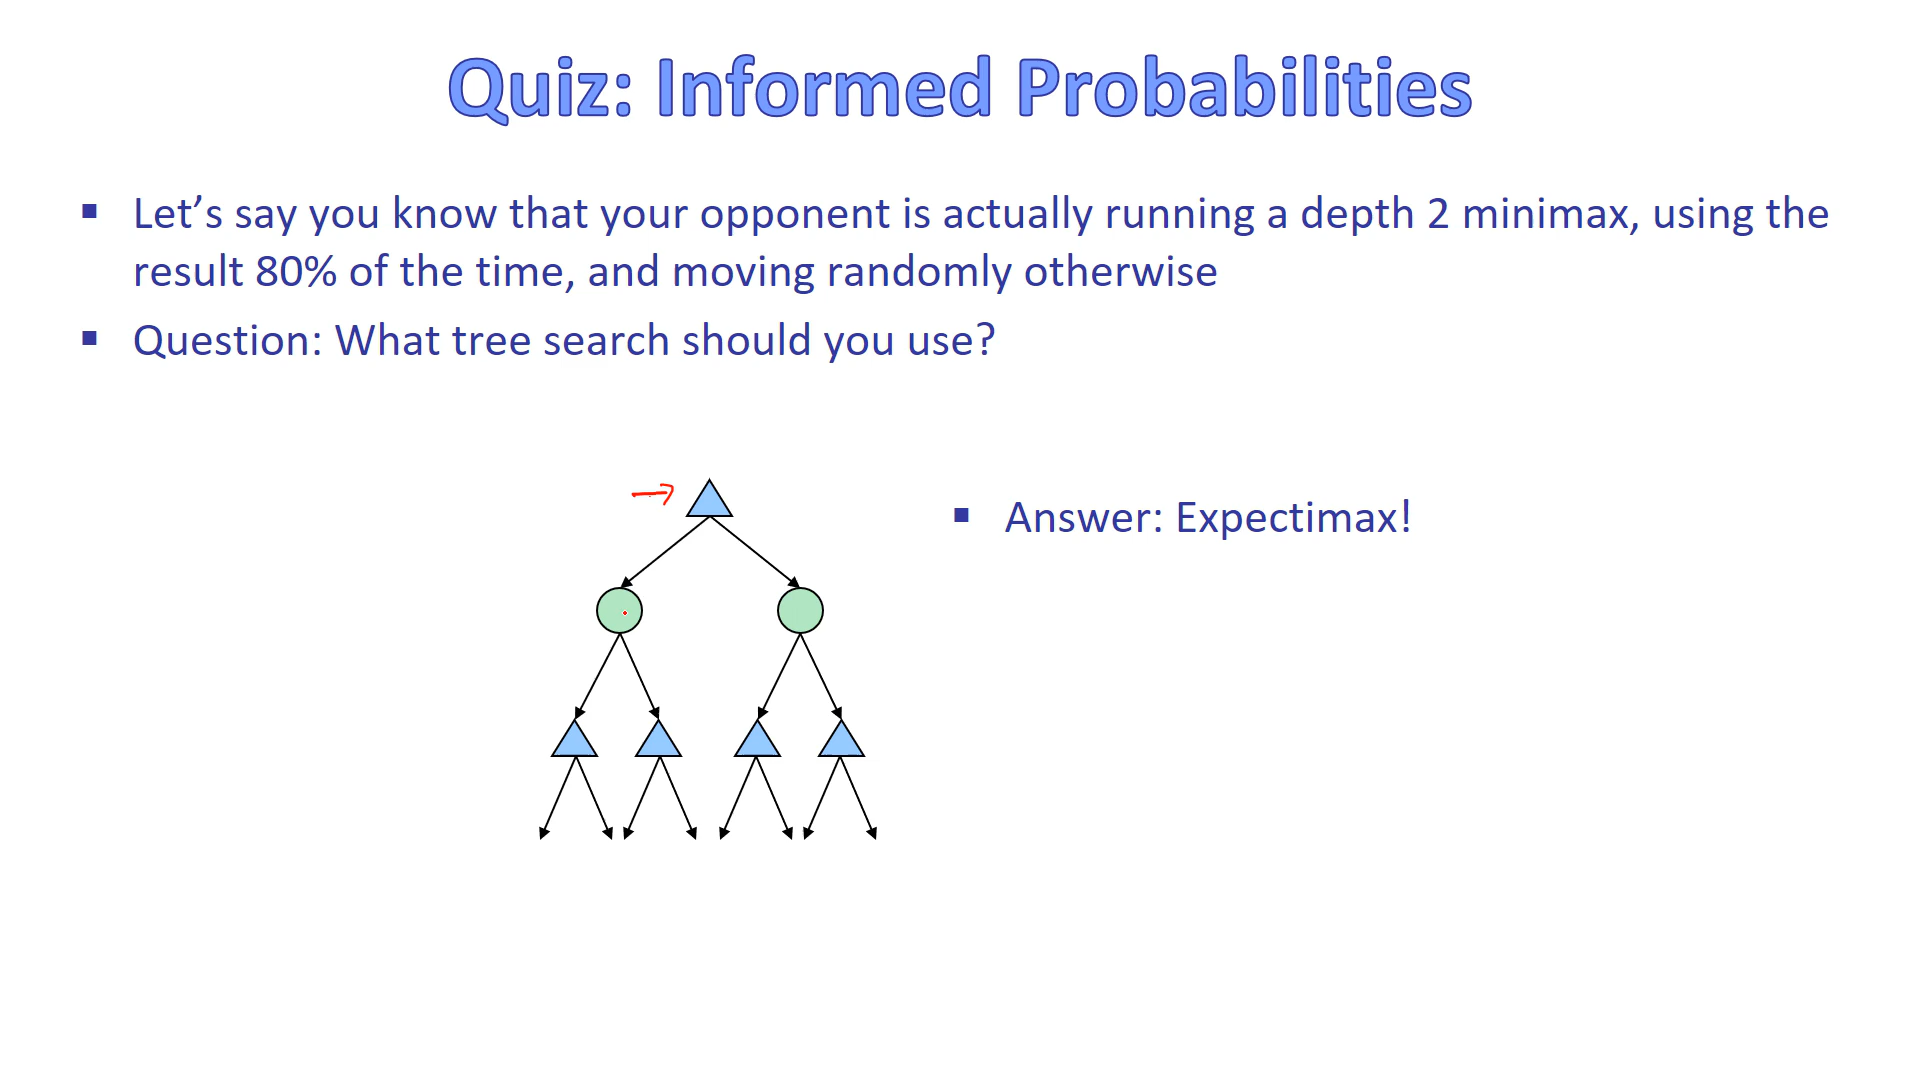 Quiz: Informed Probabilities
Let’s say you know that your opponent is actually running a depth 2 minimax, using the
result 80% of the time, and moving randomly otherwise
Question: What tree search should you use?
Answer: Expectimax!